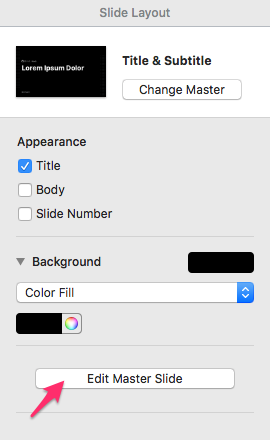 Slide Layout
Lorem Ipsum Dolor
Title & Subtitle
Change Master
Appearance
Title
Body
Slide Number
Background
Color Fill
Edit Master Slide